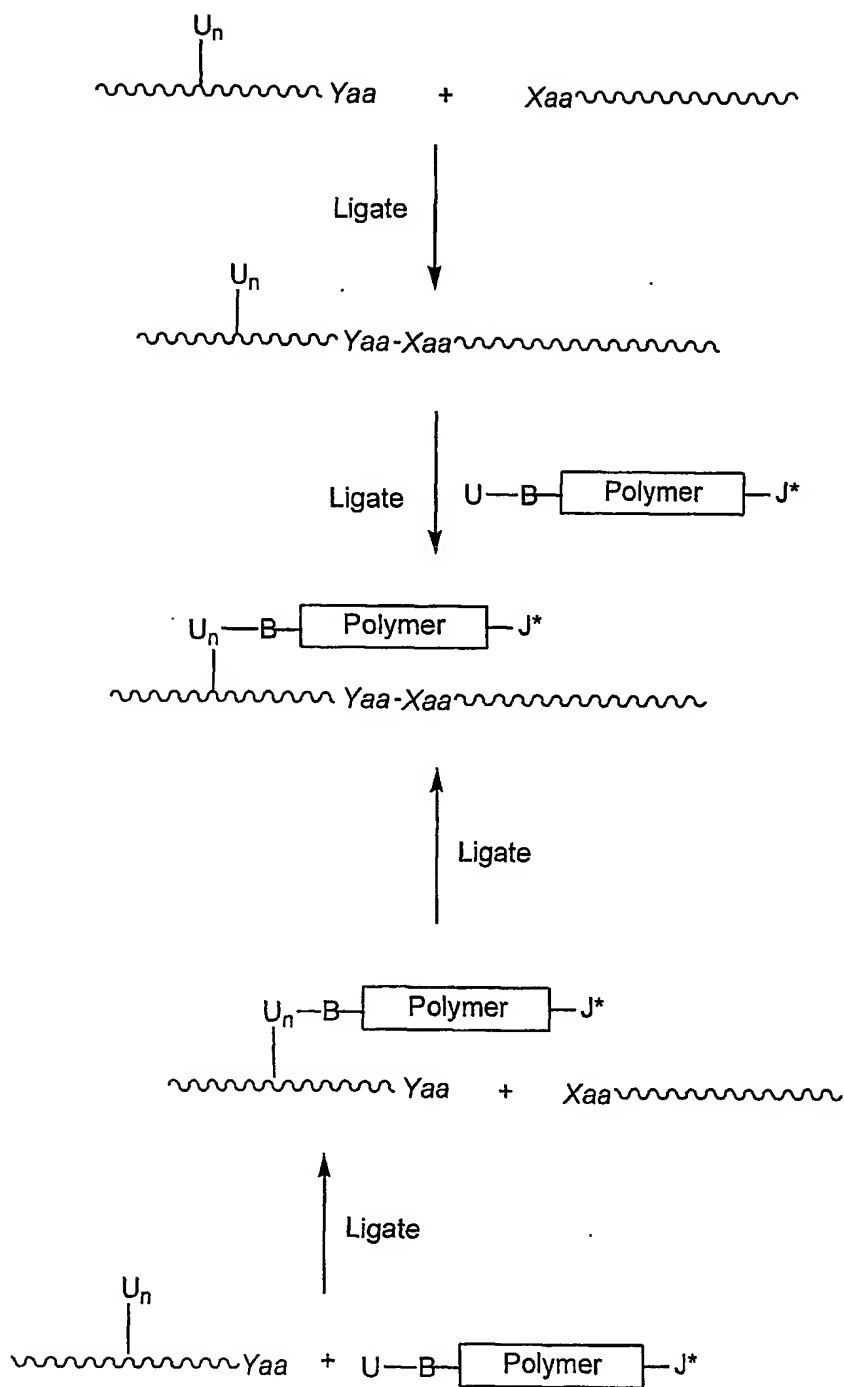 Un
Yaa + Xaa
Ligate
Un
Yaa-Xaa
Ligate U—B—Polymer—J*
Un—B—Polymer—J*
Yaa-Xaa
Ligate
Un—B—Polymer—J*
Yaa + Xaa
Ligate
Un
Yaa + U—B—Polymer—J*